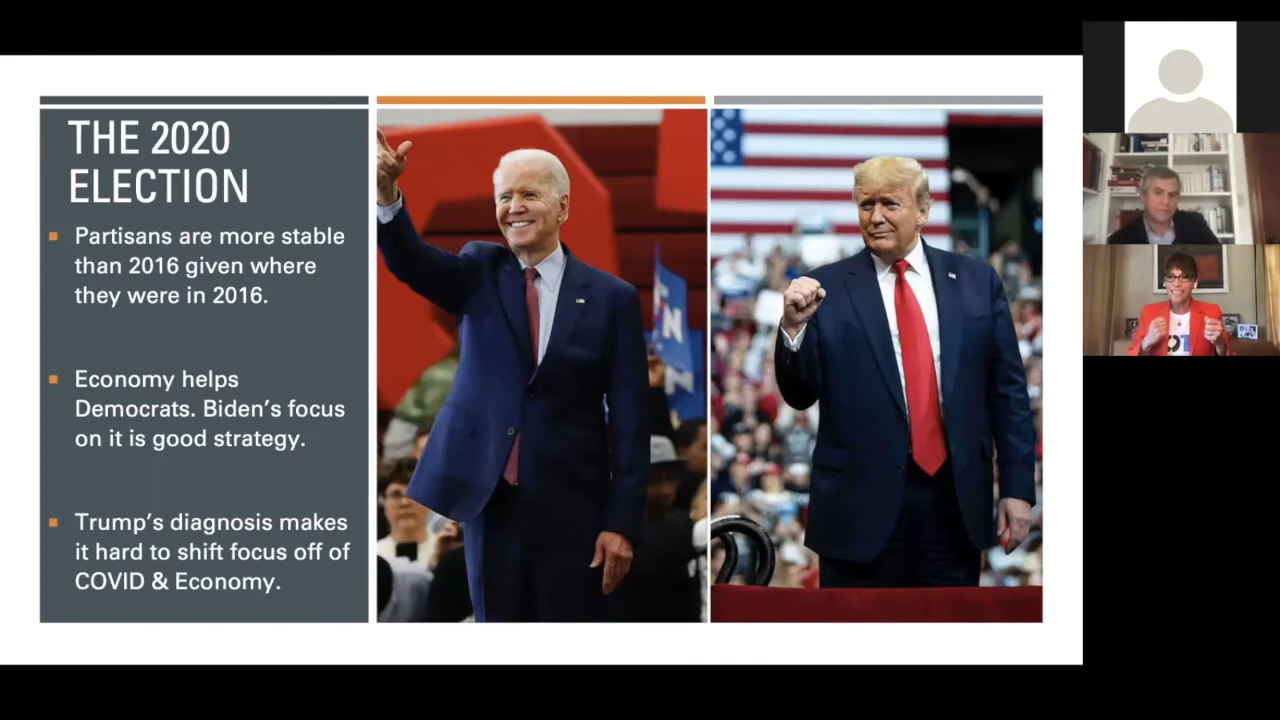 THE 2020
ELECTION
Partisans are more stable
than 2016 given where
they were in 2016.
Economy helps
Democrats. Biden's focus
on it is good strategy.
Trump's diagnosis makes
it hard to shift focus off of
COVID & Economy.